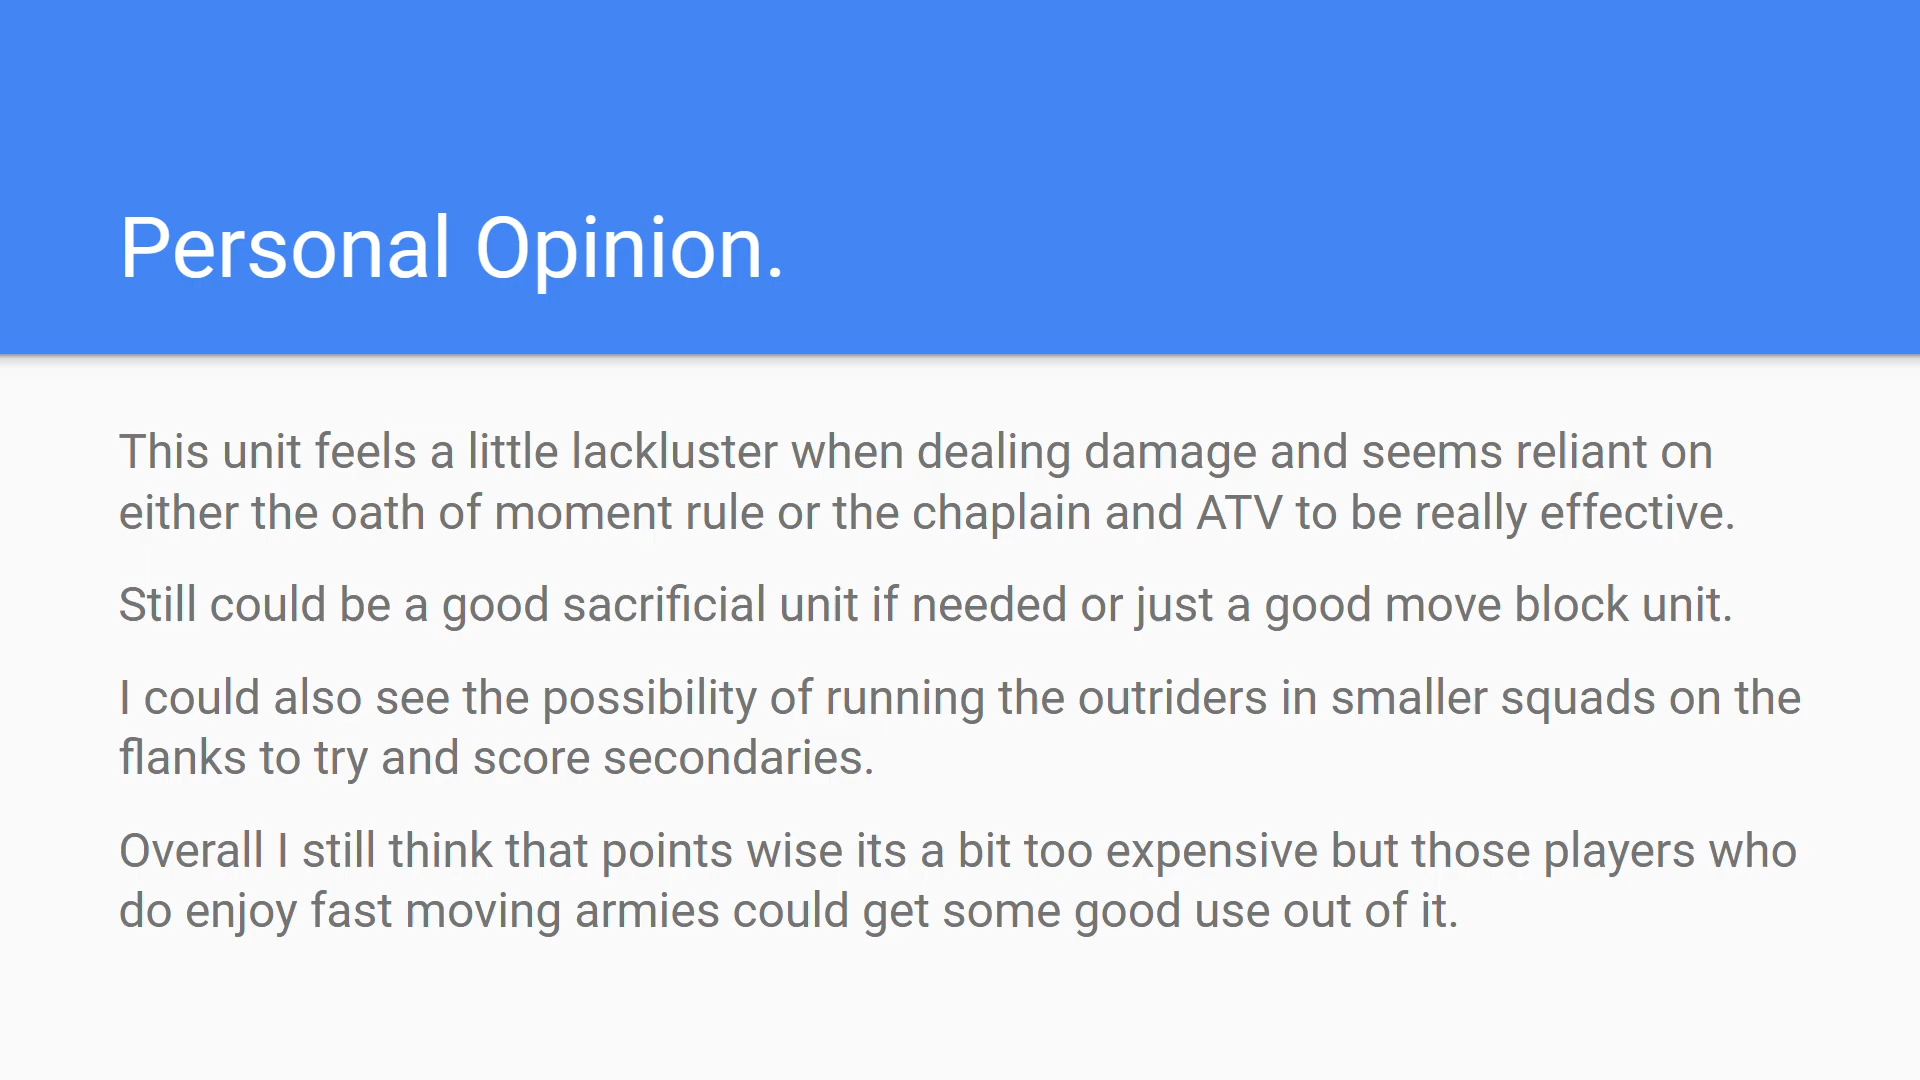 Personal Opinion.
This unit feels a little lackluster when dealing damage and seems reliant on
either the oath of moment rule or the chaplain and ATV to be really effective.
Still could be a good sacrificial unit if needed or just a good move block unit.
I could also see the possibility of running the outriders in smaller squads on the
flanks to try and score secondaries.
Overall I still think that points wise its a bit too expensive but those players who
do enjoy fast moving armies could get some good use out of it.